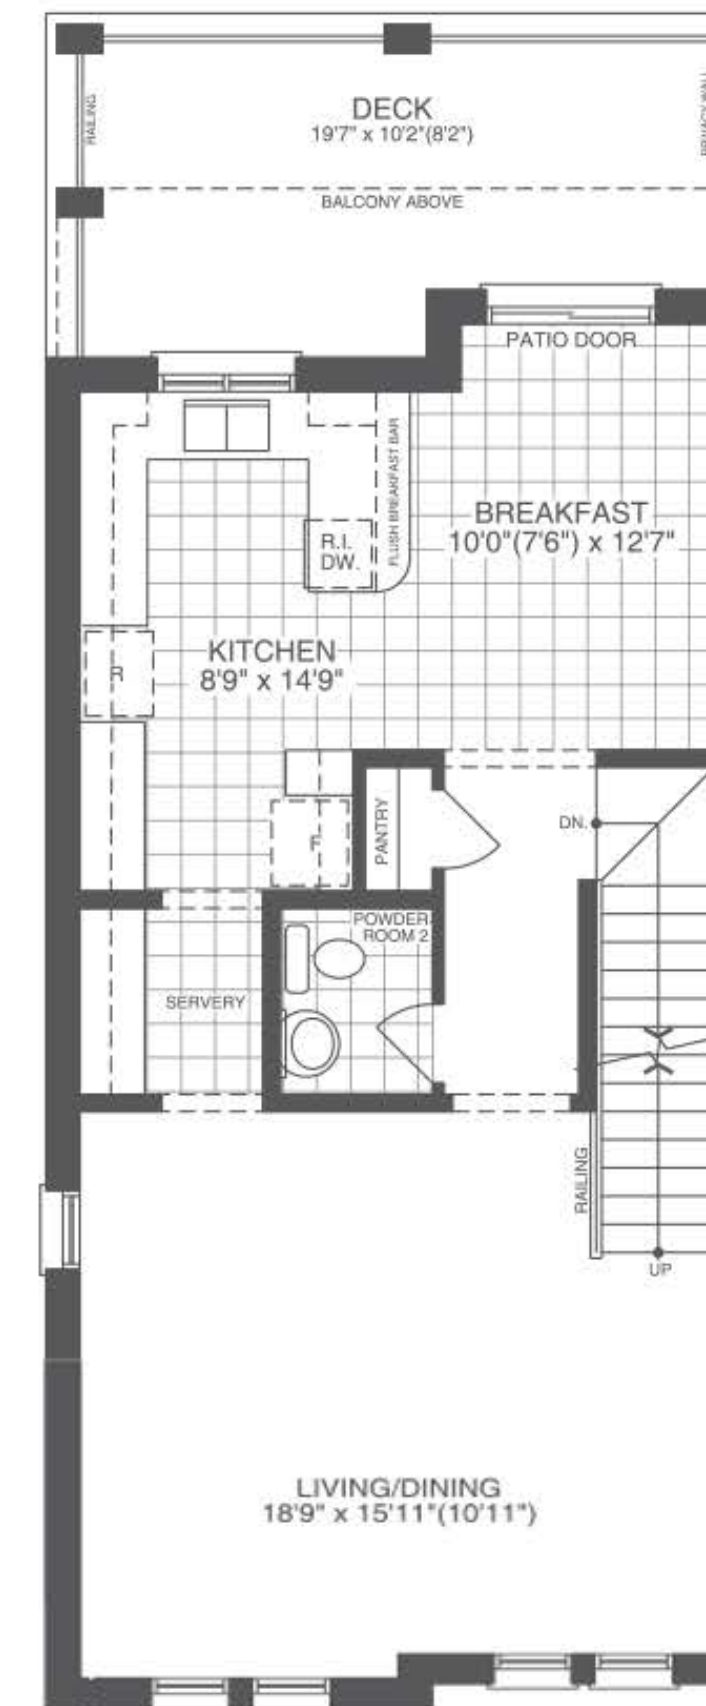 DECK
19'7" x 10'2"(8'2")
RAILING
PRIVACY WALL
BALCONY ABOVE
PATIO DOOR
FLUSH BREAKFAST BAR
BREAKFAST
10'0"(7'6") x 12'7"
R.I.
DW.
KITCHEN
8'9" x 14'9"
R
F
PANTRY
DN.
POWDER
ROOM 2
SERVERY
RAILING
UP
LIVING/DINING
18'9" x 15'11"(10'11")